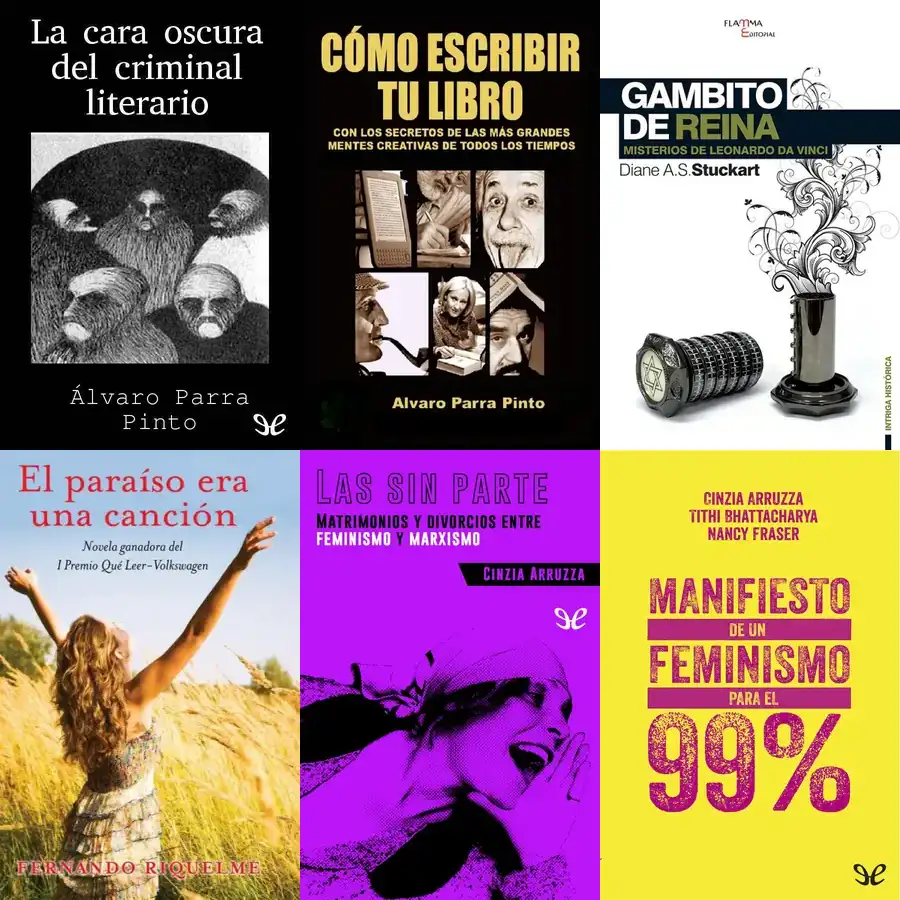 La cara oscura
del criminal
literario
Álvaro Parra
Pinto
CÓMO ESCRIBIR
TU LIBRO
CON LOS SECRETOS DE LAS MÁS GRANDES
MENTES CREATIVAS DE TODOS LOS TIEMPOS
Alvaro Parra Pinto
FLAMMA
EDITORIAL
GAMBITO
DE REINA
MISTERIOS DE LEONARDO DA VINCI
Diane A.S.Stuckart
INTRIGA HISTÓRICA
El paraíso era
una canción
Novela ganadora del
I Premio Qué Leer–Volkswagen
FERNANDO RIQUELME
LAS SIN PARTE
MATRIMONIOS Y DIVORCIOS ENTRE
FEMINISMO Y MARXISMO
CINZIA ARRUZZA
CINZIA ARRUZZA
TITHI BHATTACHARYA
NANCY FRASER
MANIFIESTO
DE UN
FEMINISMO
PARA EL
99%